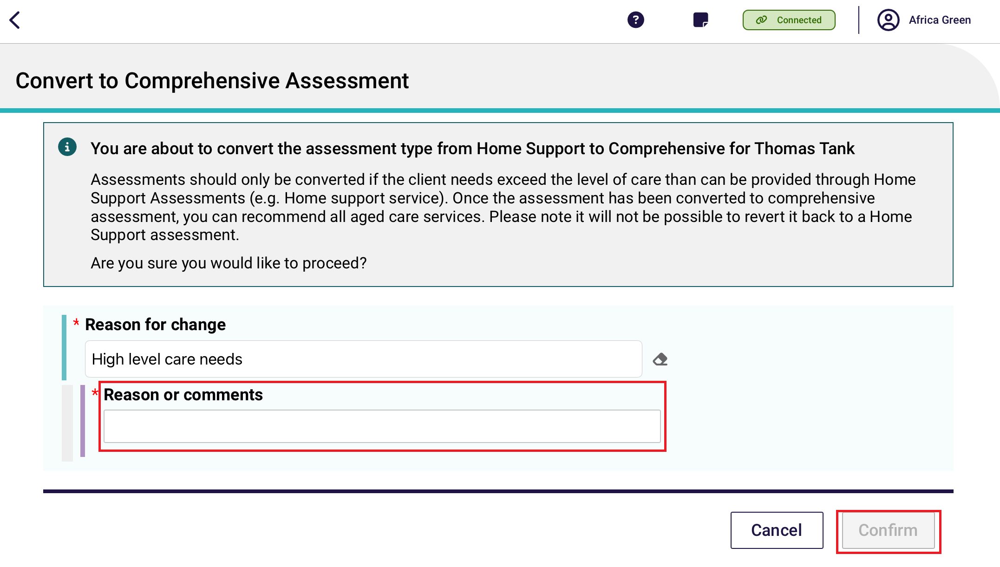 Connected
Africa Green
Convert to Comprehensive Assessment
You are about to convert the assessment type from Home Support to Comprehensive for Thomas Tank
Assessments should only be converted if the client needs exceed the level of care than can be provided through Home
Support Assessments (e.g. Home support service). Once the assessment has been converted to comprehensive
assessment, you can recommend all aged care services. Please note it will not be possible to revert it back to a Home
Support assessment.
Are you sure you would like to proceed?
* Reason for change
High level care needs
* Reason or comments
Cancel
Confirm